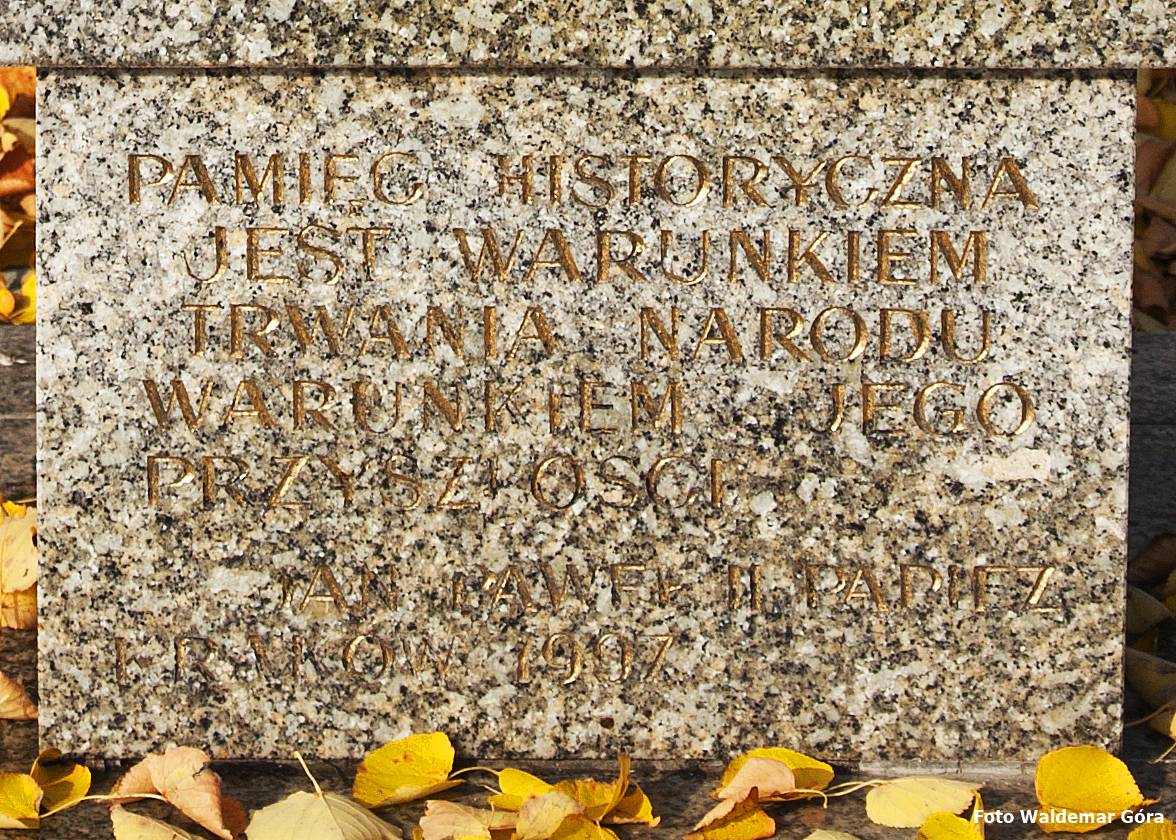 PAMIĘĆ HISTORYCZNA
JEST WARUNKIEM
TRWANIA NARODU
WARUNKIEM JEGO
PRZYSZŁOŚCI
JAN PAWEŁ II PAPIEŻ
KRAKÓW 1997
Foto Waldemar Góra